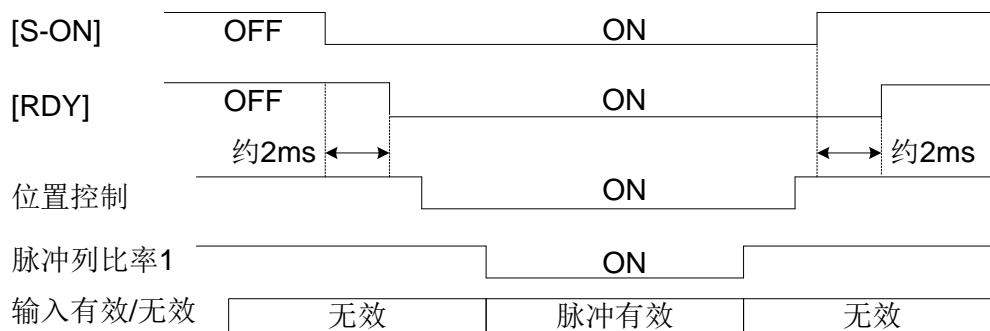 [S-ON] OFF ON
[RDY] OFF ON
约2ms 约2ms
位置控制 ON
脉冲列比率1 ON
输入有效/无效 无效 脉冲有效 无效